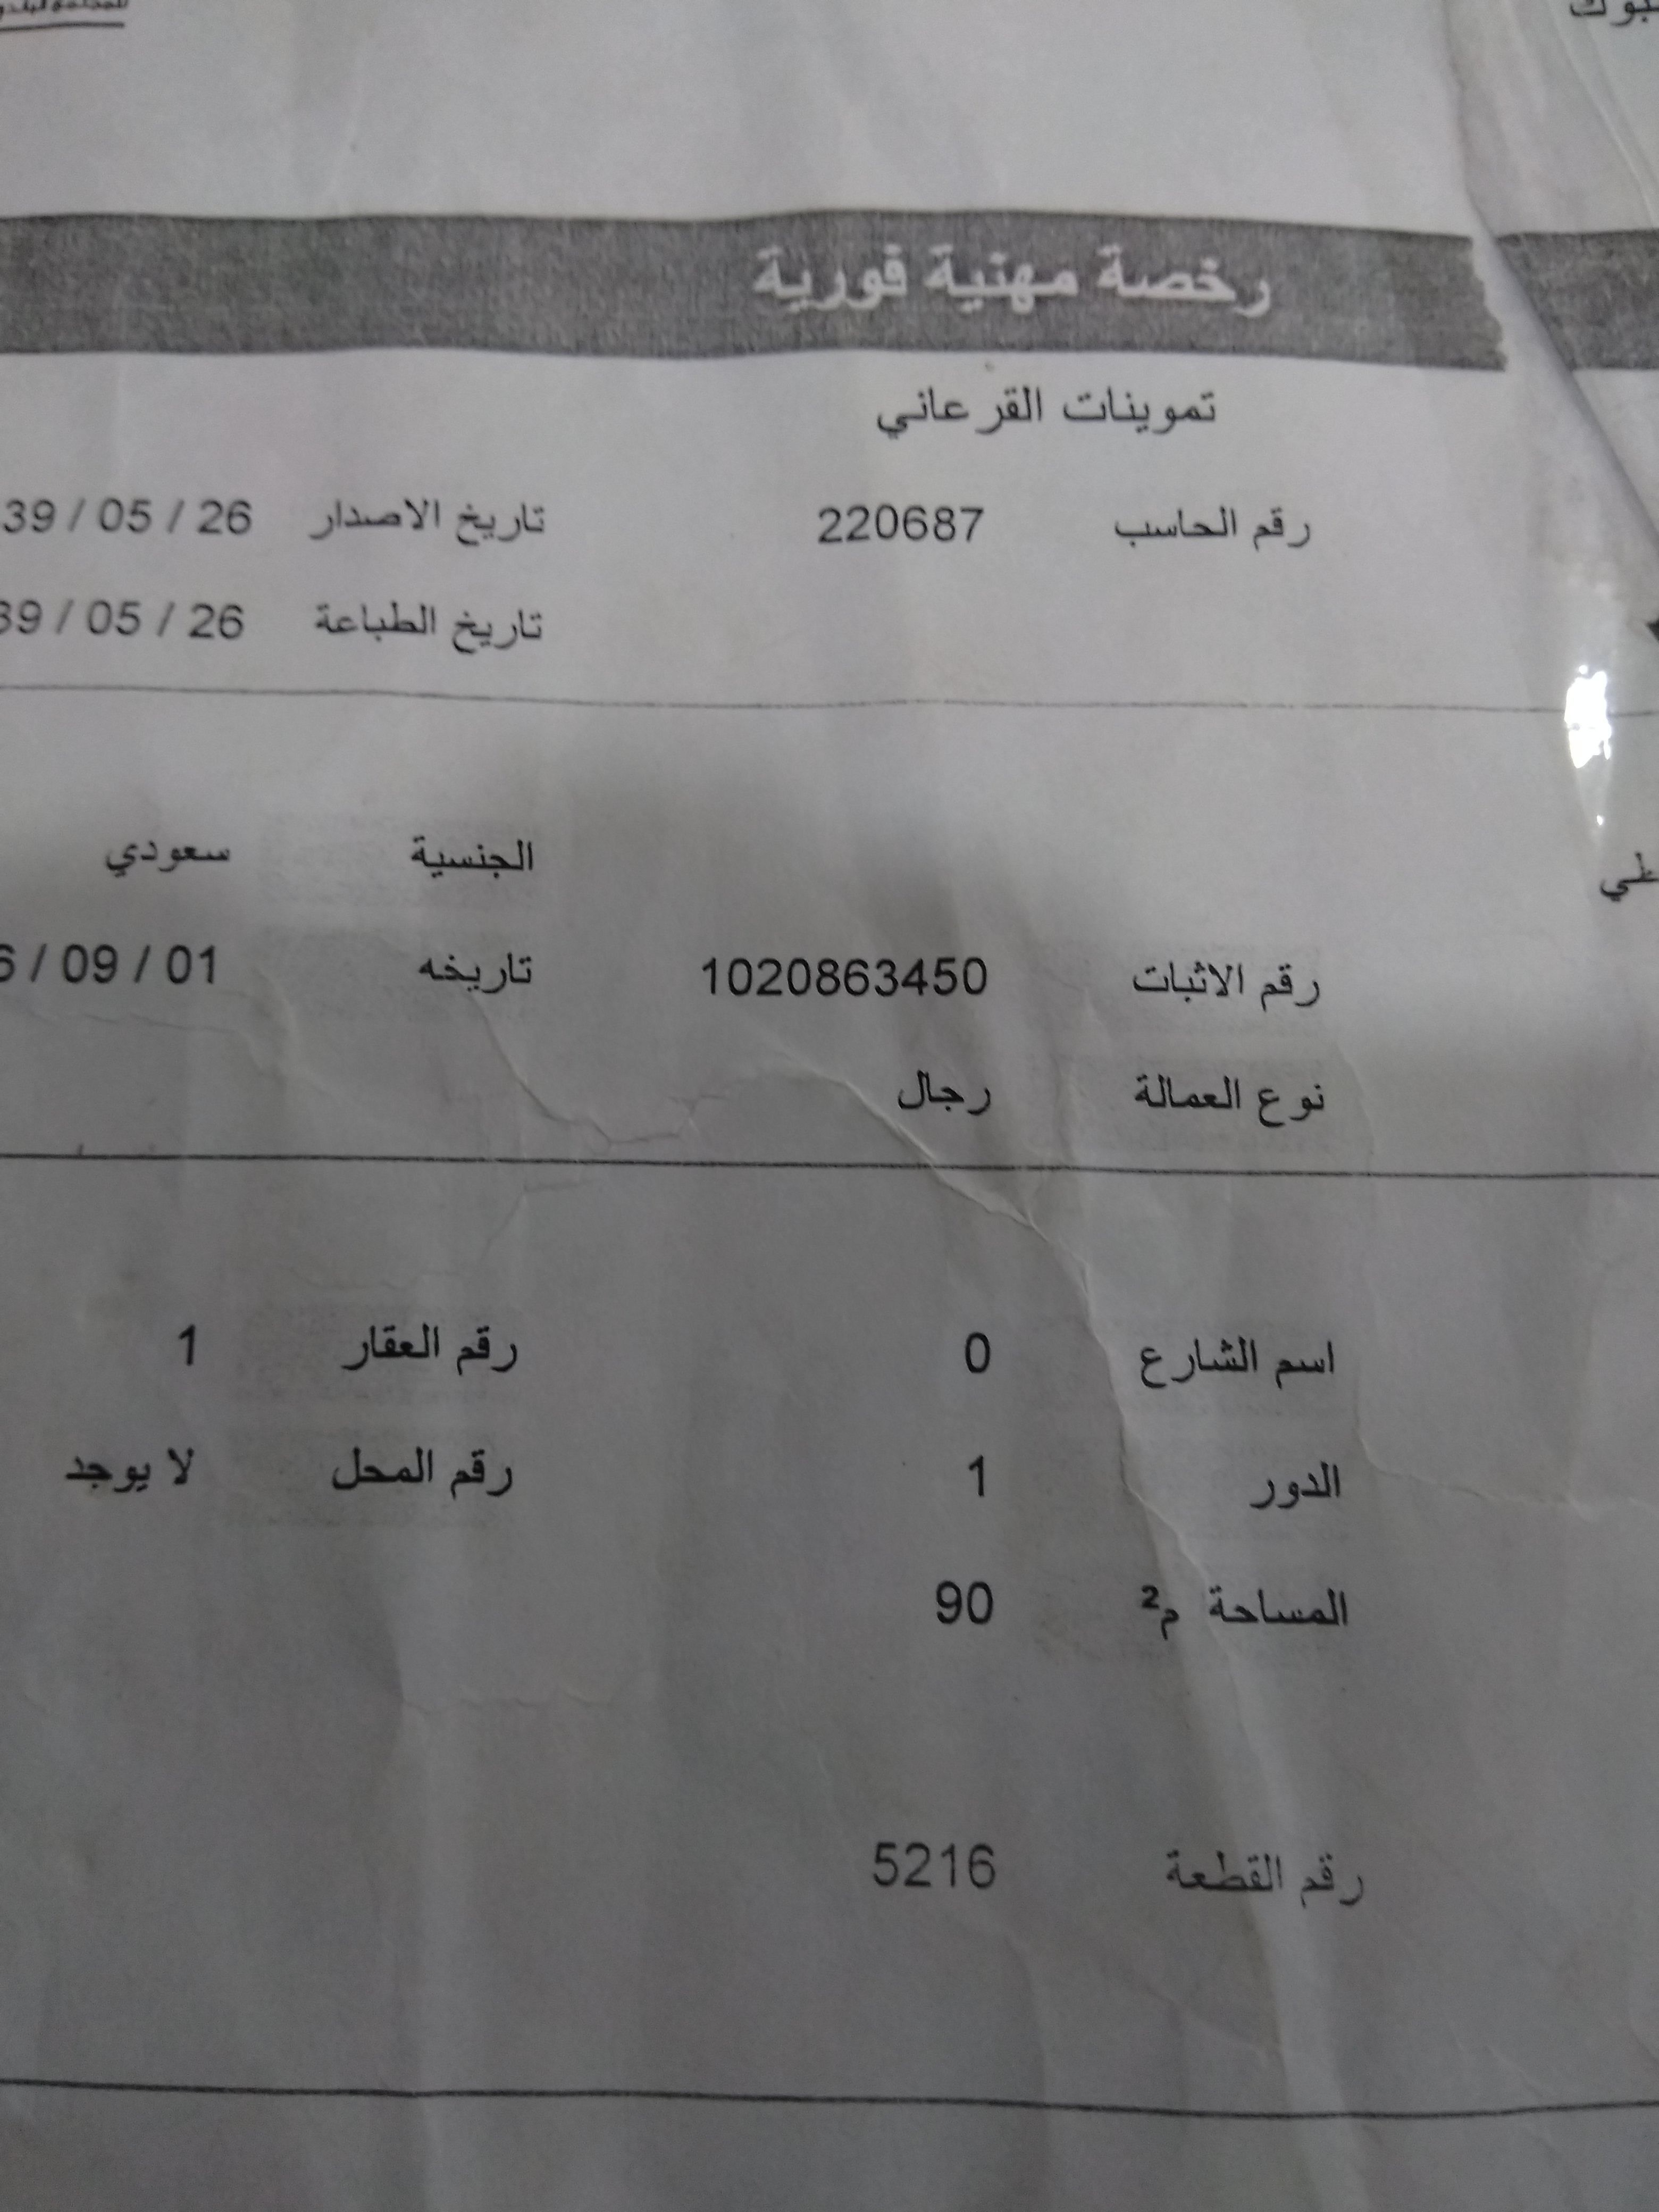 رخصة مهنية فورية
تموينات القرعاني
رقم الحاسب 220687 تاريخ الاصدار 39 / 05 / 26
تاريخ الطباعة 39 / 05 / 26
الجنسية سعودي
رقم الاثبات 1020863450 تاريخه 6 / 09 / 01
نوع العمالة رجال
اسم الشارع 0 رقم العقار 1
الدور 1 رقم المحل لا يوجد
المساحة م2 90
رقم القطعة 5216